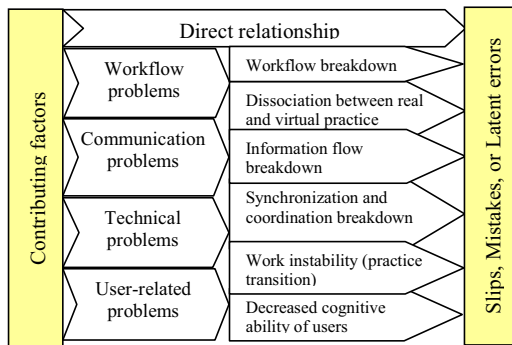 Contributing factors
Direct relationship
Workflow
problems
Communication
problems
Technical
problems
User-related
problems
Workflow breakdown
Dissociation between real
and virtual practice
Information flow
breakdown
Synchronization and
coordination breakdown
Work instability (practice
transition)
Decreased cognitive
ability of users
Slips, Mistakes, or Latent errors